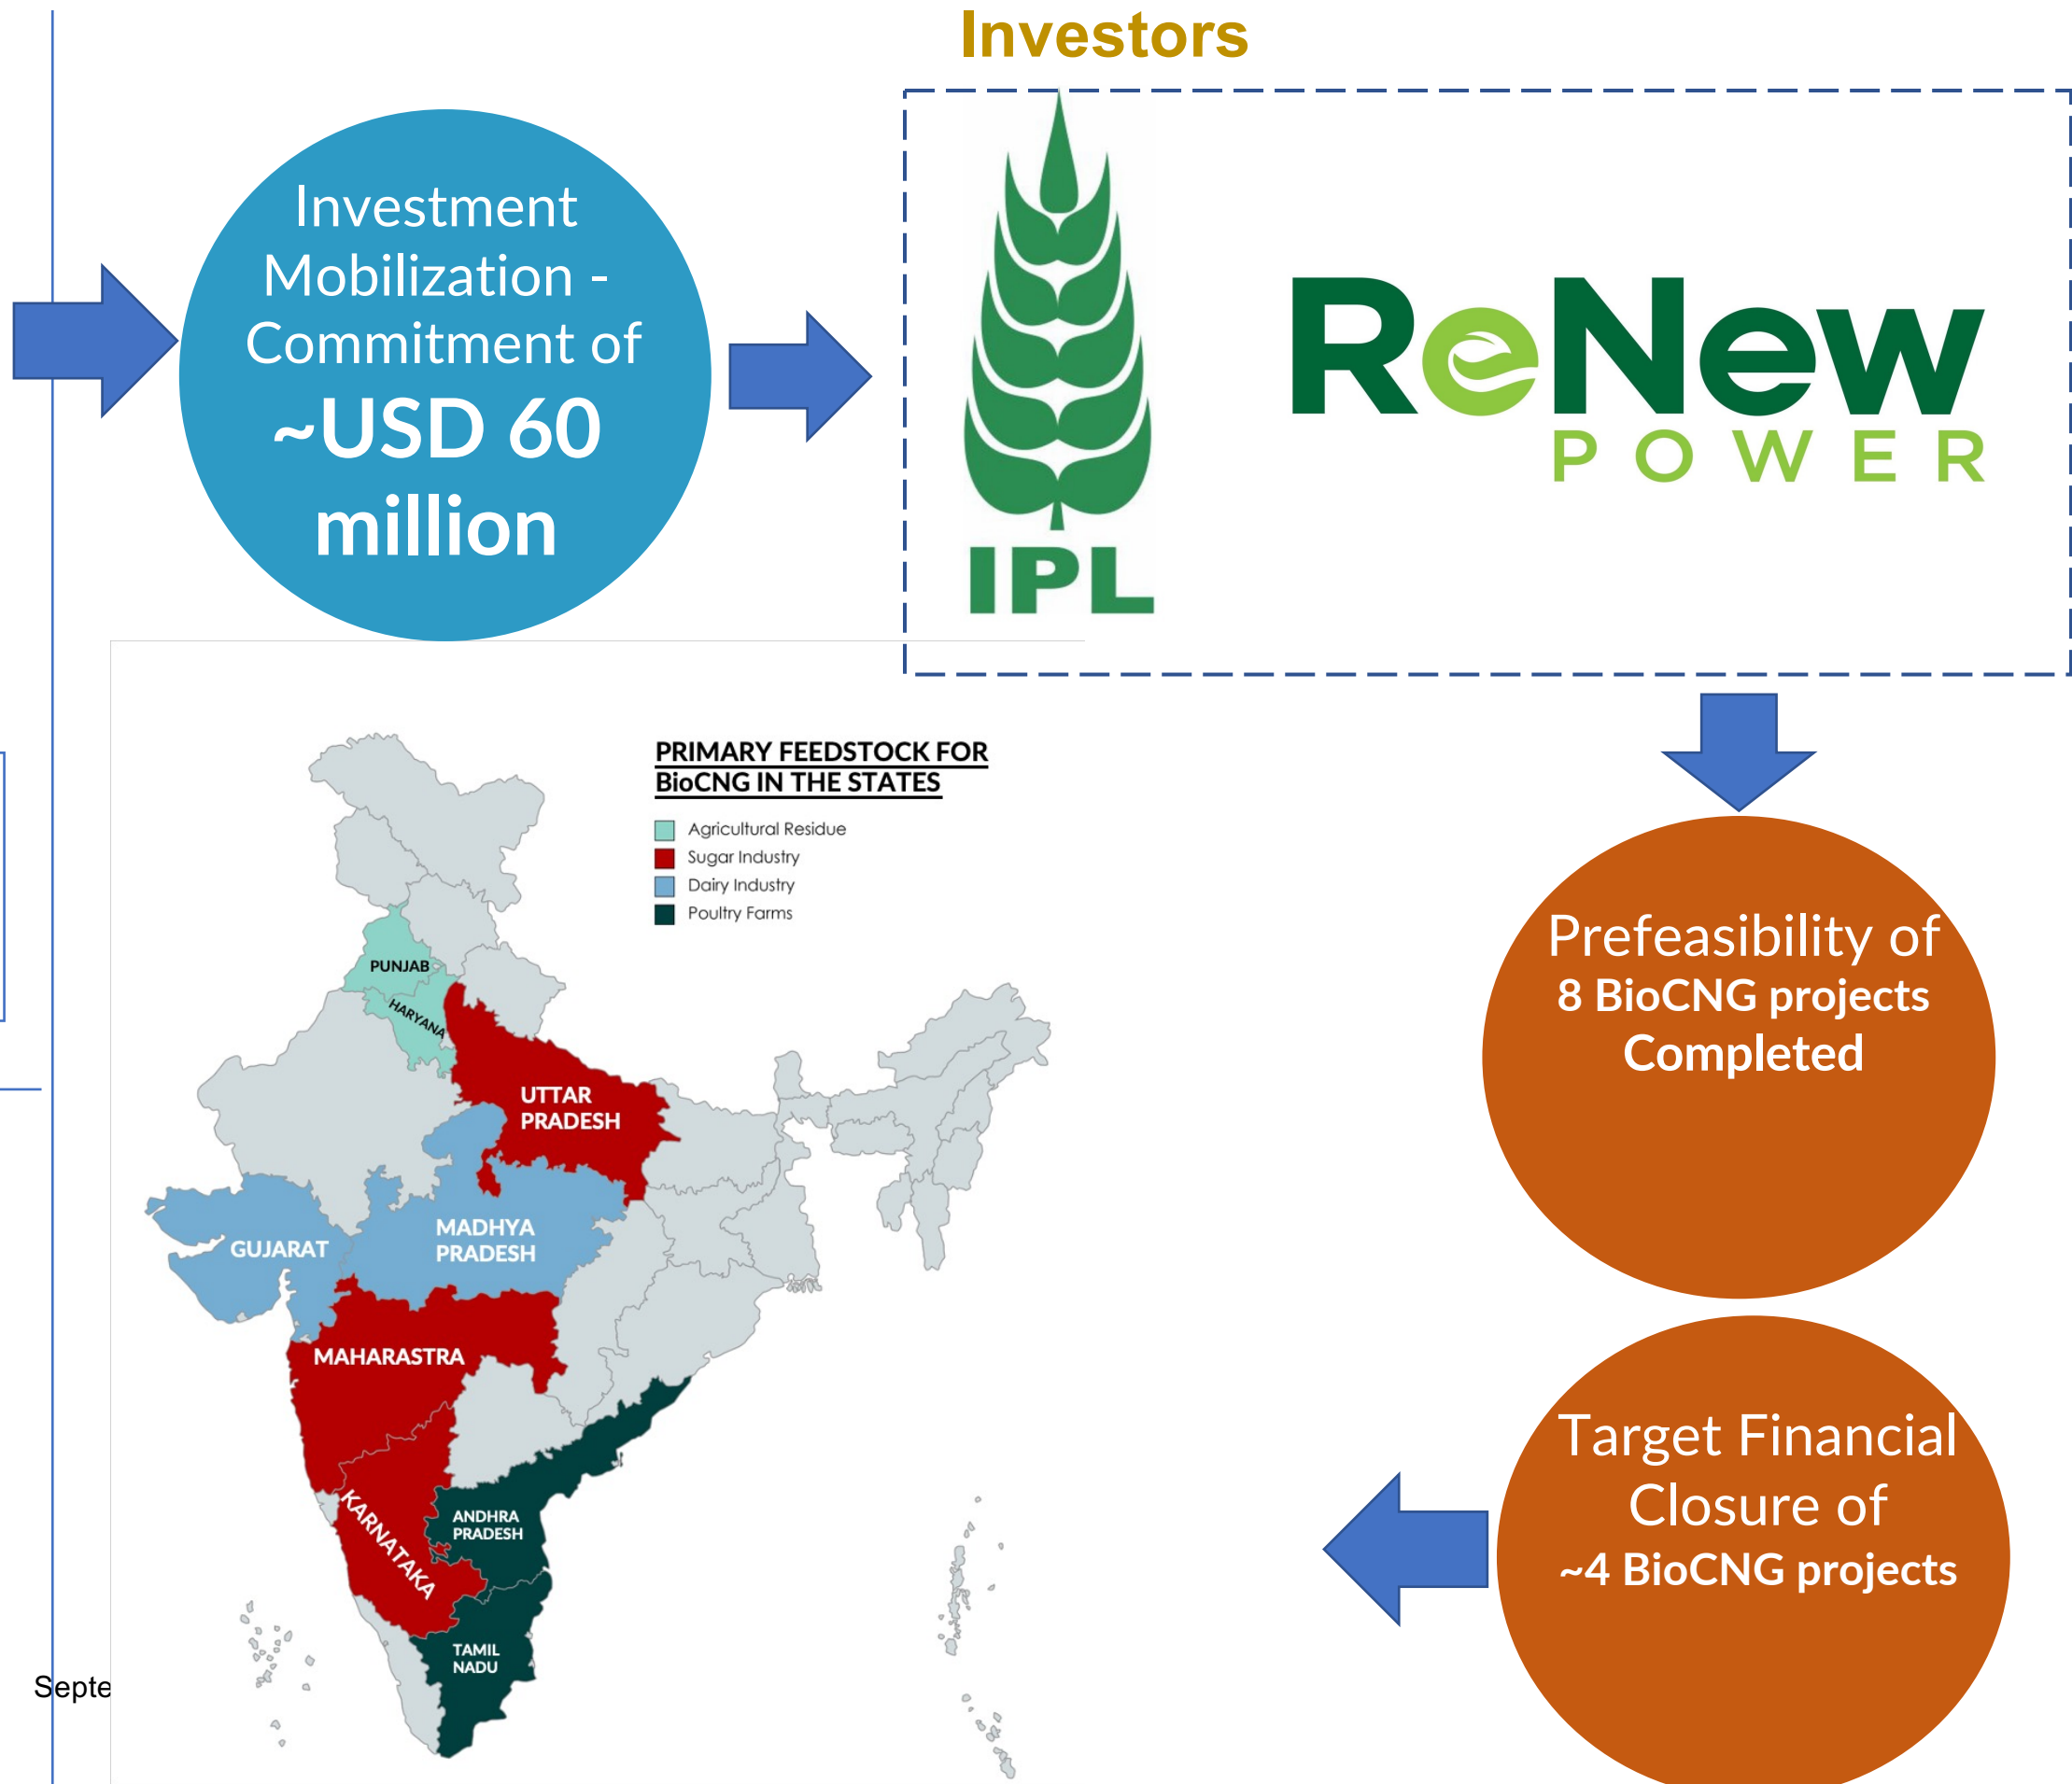 Investors
Investment
Mobilization -
Commitment of
~USD 60
million
IPL
ReNew
POWER
PRIMARY FEEDSTOCK FOR
BioCNG IN THE STATES
Agricultural Residue
Sugar Industry
Dairy Industry
Poultry Farms
PUNJAB
HARYANA
UTTAR
PRADESH
GUJARAT
MADHYA
PRADESH
MAHARASTRA
KARNATAKA
ANDHRA
PRADESH
TAMIL
NADU
Prefeasibility of
8 BioCNG projects
Completed
Target Financial
Closure of
~4 BioCNG projects
Septe